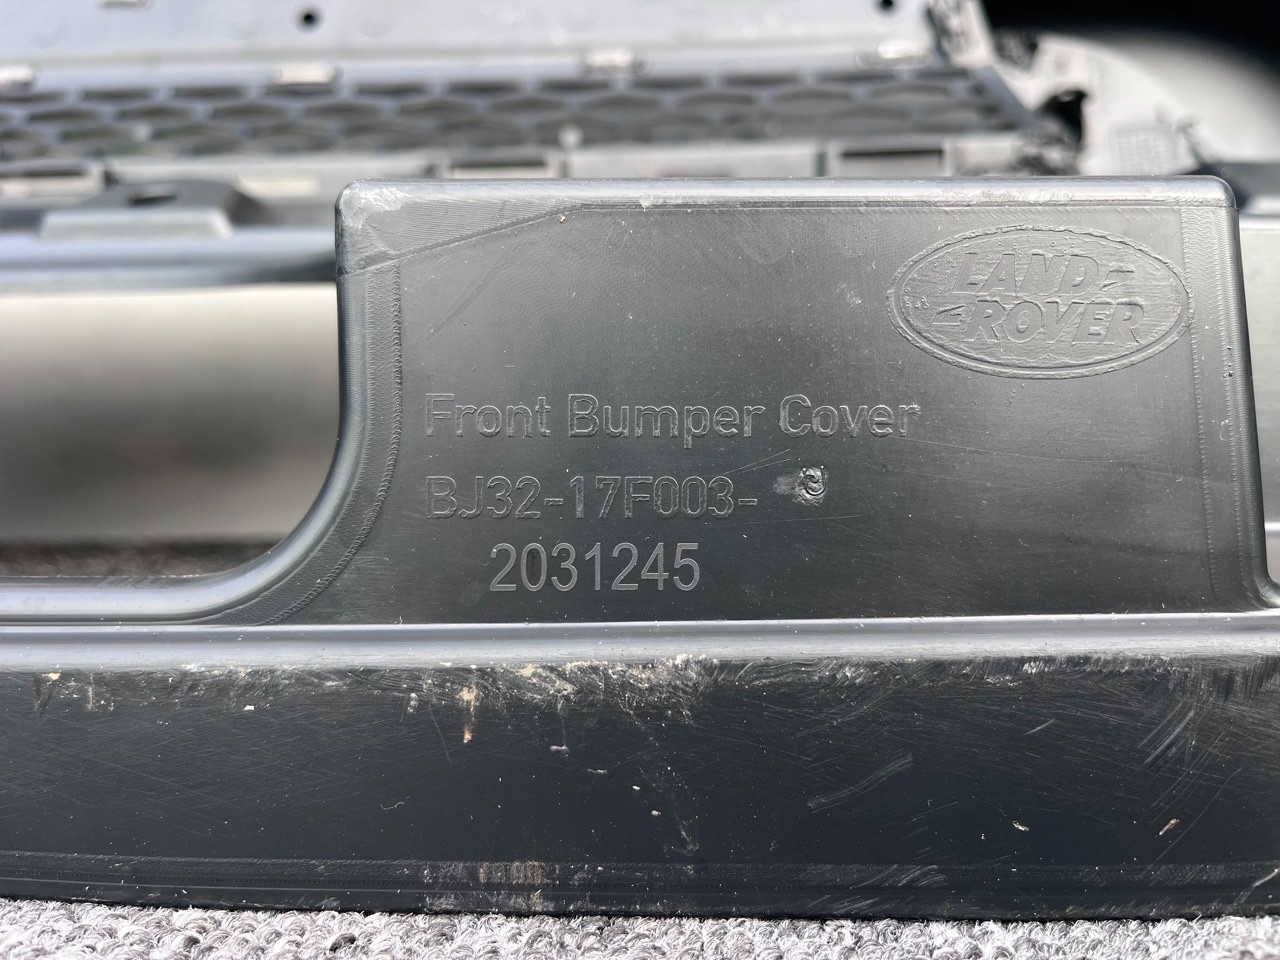 LAND
ROVER
Front Bumper Cover
BJ32-17F003-
2031245